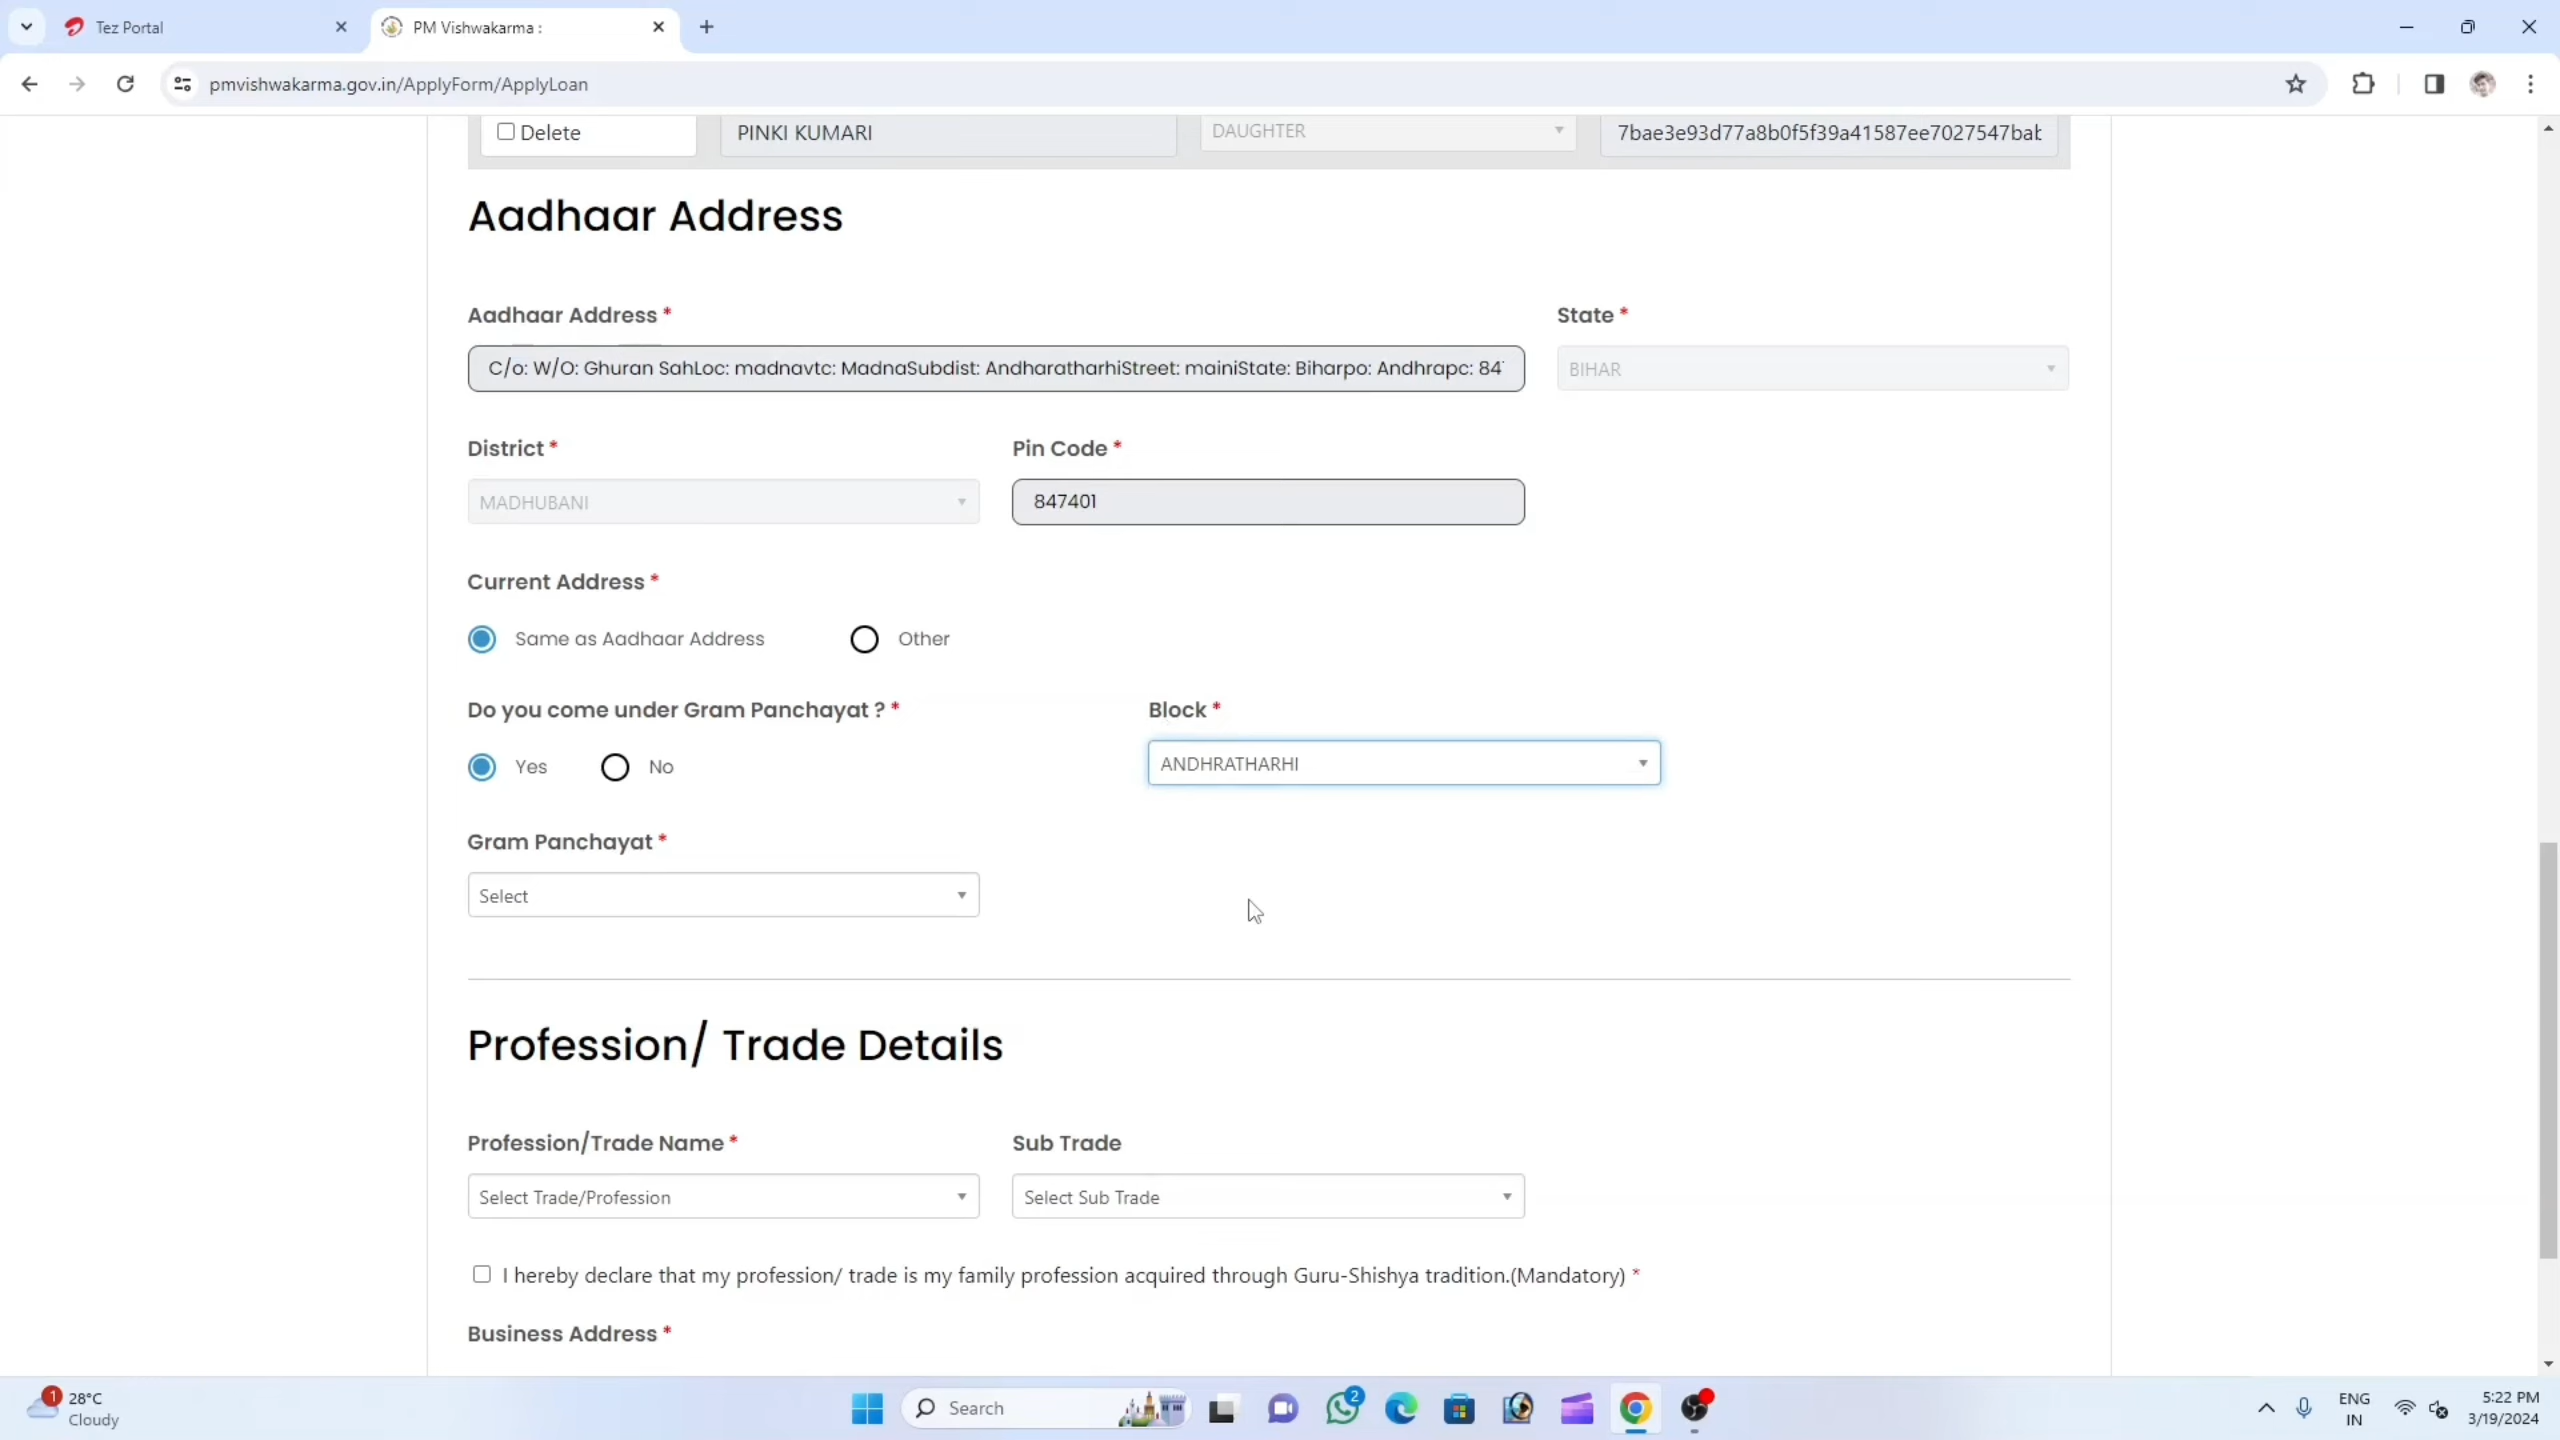 Tez Portal
PM Vishwakarma :
pmvishwakarma.gov.in/ApplyForm/ApplyLoan
Delete PINKI KUMARI DAUGHTER 7bae3e93d77a8b0f5f39a41587ee7027547bab
Aadhaar Address
Aadhaar Address * State *
C/o: W/O: Ghuran SahLoc: madnavtc: MadnaSubdist: AndharatharhiStreet: mainiState: Biharpo: Andhrapc: 84 BIHAR
District * Pin Code *
MADHUBANI 847401
Current Address *
Same as Aadhaar Address Other
Do you come under Gram Panchayat ? * Block *
Yes No ANDHRATHARHI
Gram Panchayat *
Select
Profession/ Trade Details
Profession/Trade Name * Sub Trade
Select Trade/Profession Select Sub Trade
I hereby declare that my profession/ trade is my family profession acquired through Guru-Shishya tradition.(Mandatory) *
Business Address *
1 28°C
Cloudy
Search
2
ENG
IN
5:22 PM
3/19/2024